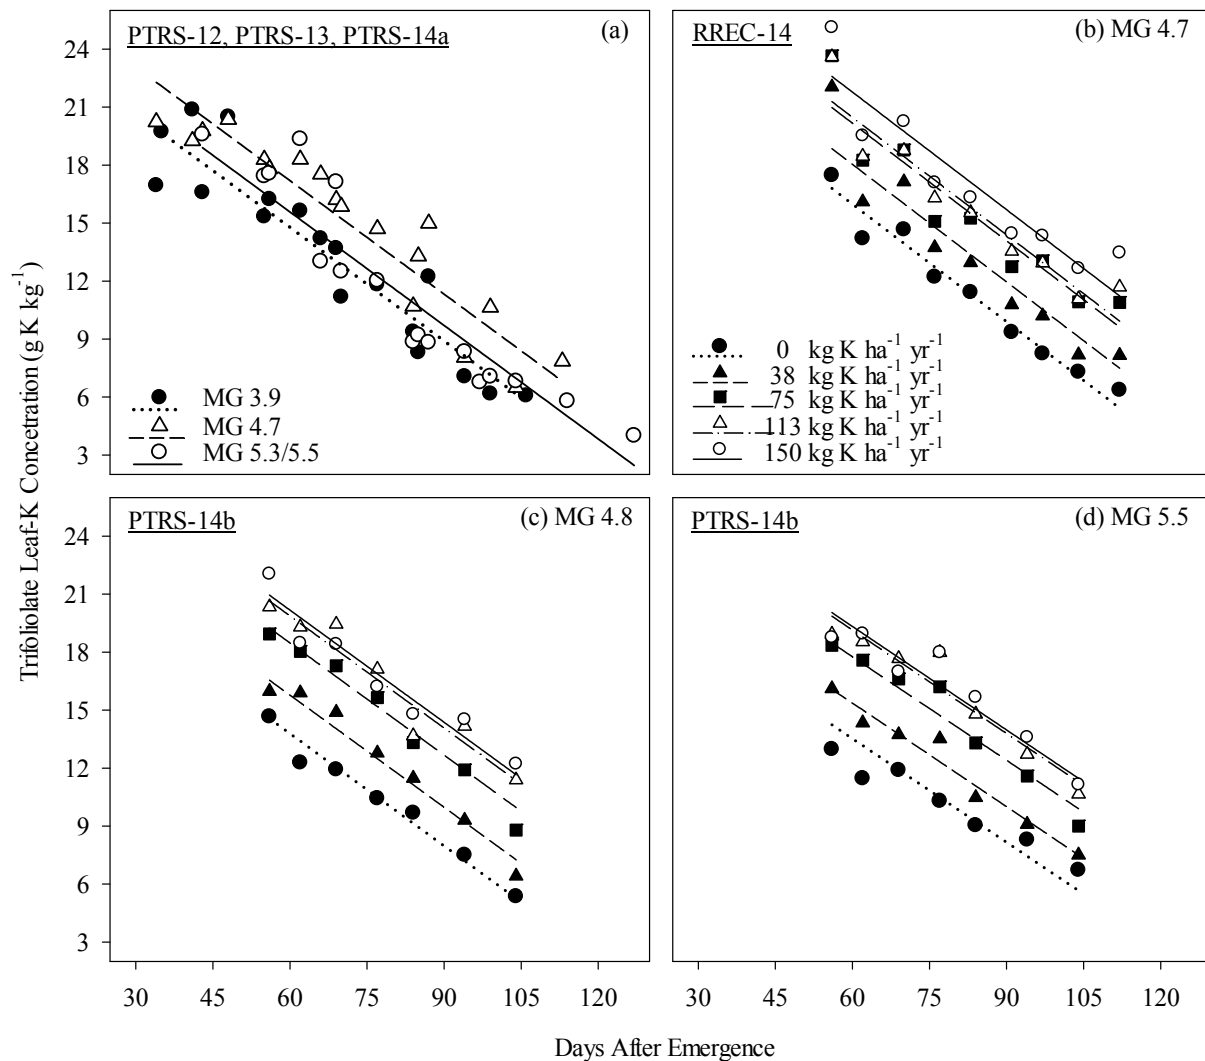 Trifoliolate Leaf-K Concetration (g K kg-1)
PTRS-12, PTRS-13, PTRS-14a
(a)
24
21
18
15
12
9
6
3
MG 3.9
MG 4.7
MG 5.3/5.5
RREC-14
(b) MG 4.7
0 kg K ha-1 yr-1
38 kg K ha-1 yr-1
75 kg K ha-1 yr-1
113 kg K ha-1 yr-1
150 kg K ha-1 yr-1
PTRS-14b
(c) MG 4.8
24
21
18
15
12
9
6
3
30 45 60 75 90 105 120
PTRS-14b
(d) MG 5.5
30 45 60 75 90 105 120
Days After Emergence